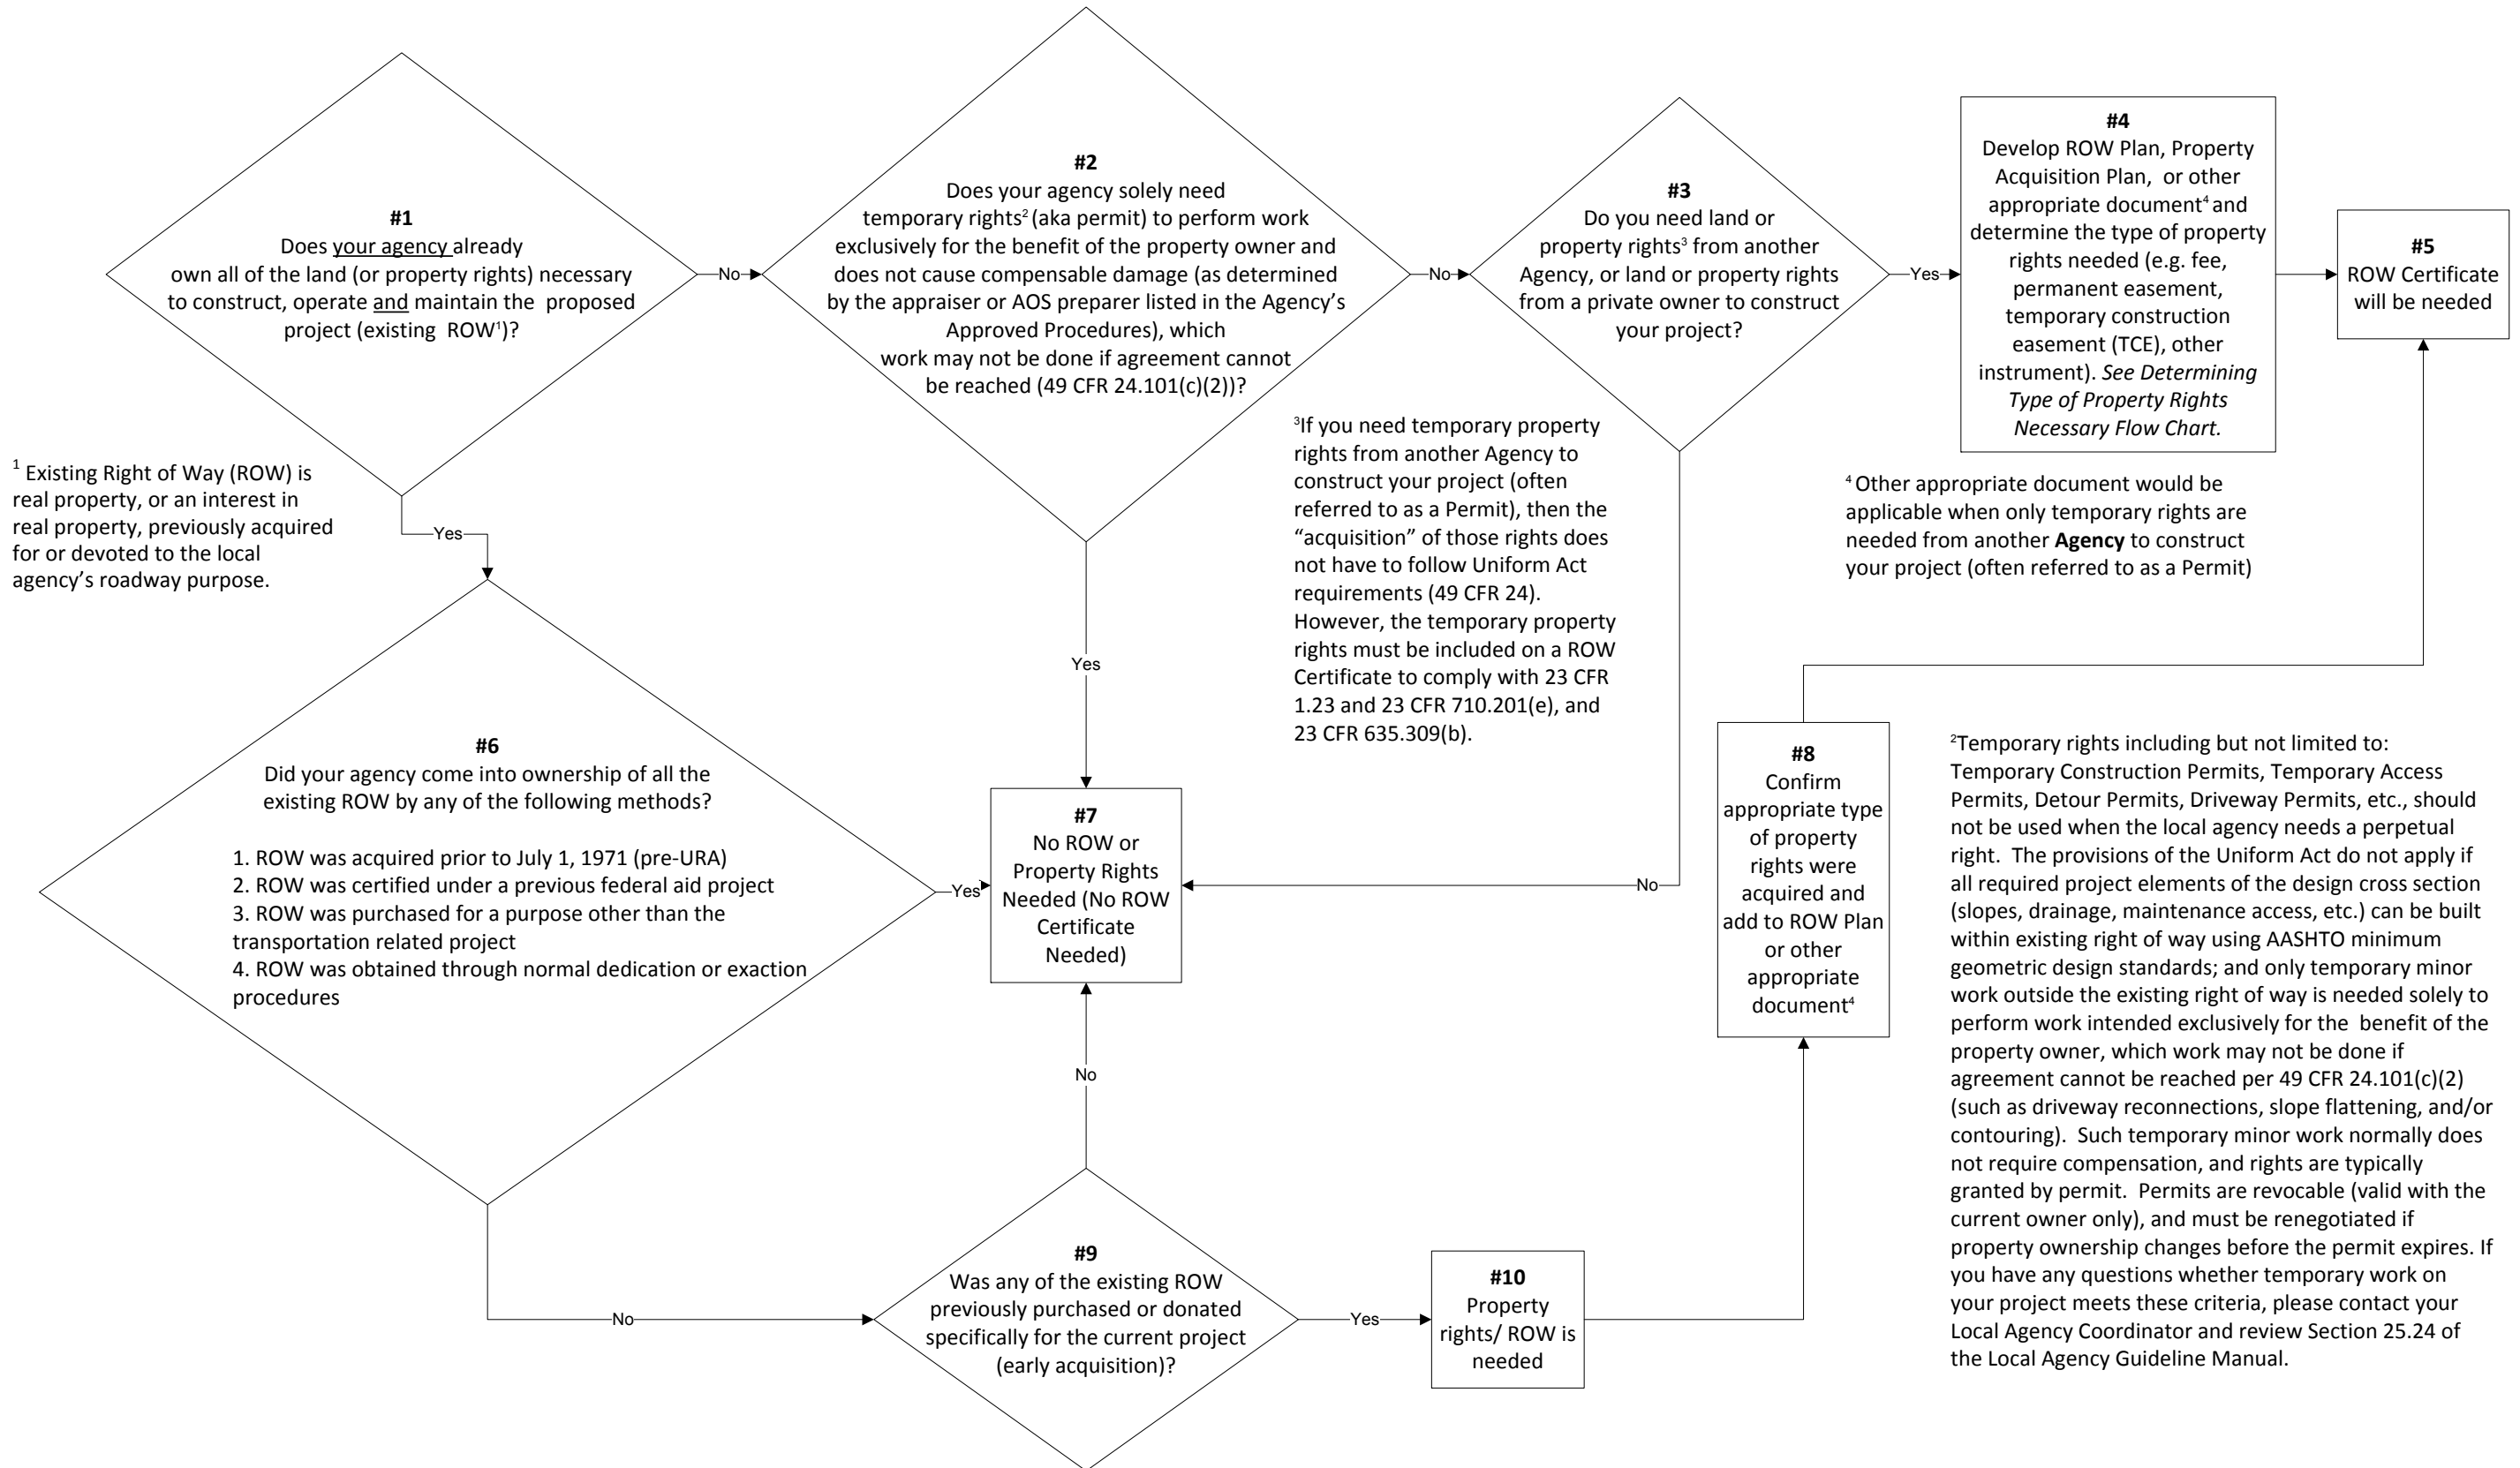 #1
Does your agency already
own all of the land (or property rights) necessary
to construct, operate and maintain the proposed
project (existing ROW¹)?
No
#2
Does your agency solely need
temporary rights² (aka permit) to perform work
exclusively for the benefit of the property owner and
does not cause compensable damage (as determined
by the appraiser or AOS preparer listed in the Agency’s
Approved Procedures), which
work may not be done if agreement cannot
be reached (49 CFR 24.101(c)(2))?
No
#3
Do you need land or
property rights³ from another
Agency, or land or property rights
from a private owner to construct
your project?
Yes
#4
Develop ROW Plan, Property
Acquisition Plan, or other
appropriate document⁴ and
determine the type of property
rights needed (e.g. fee,
permanent easement,
temporary construction
easement (TCE), other
instrument). See Determining
Type of Property Rights
Necessary Flow Chart.
#5
ROW Certificate
will be needed
¹ Existing Right of Way (ROW) is
real property, or an interest in
real property, previously acquired
for or devoted to the local
agency’s roadway purpose.
Yes
³If you need temporary property
rights from another Agency to
construct your project (often
referred to as a Permit), then the
“acquisition” of those rights does
not have to follow Uniform Act
requirements (49 CFR 24).
However, the temporary property
rights must be included on a ROW
Certificate to comply with 23 CFR
1.23 and 23 CFR 710.201(e), and
23 CFR 635.309(b).
⁴ Other appropriate document would be
applicable when only temporary rights are
needed from another Agency to construct
your project (often referred to as a Permit)
Yes
#6
Did your agency come into ownership of all the
existing ROW by any of the following methods?
1. ROW was acquired prior to July 1, 1971 (pre-URA)
2. ROW was certified under a previous federal aid project
3. ROW was purchased for a purpose other than the
transportation related project
4. ROW was obtained through normal dedication or exaction
procedures
Yes
#7
No ROW or
Property Rights
Needed (No ROW
Certificate
Needed)
No
#8
Confirm
appropriate type
of property
rights were
acquired and
add to ROW Plan
or other
appropriate
document⁴
²Temporary rights including but not limited to:
Temporary Construction Permits, Temporary Access
Permits, Detour Permits, Driveway Permits, etc., should
not be used when the local agency needs a perpetual
right. The provisions of the Uniform Act do not apply if
all required project elements of the design cross section
(slopes, drainage, maintenance access, etc.) can be built
within existing right of way using AASHTO minimum
geometric design standards; and only temporary minor
work outside the existing right of way is needed solely to
perform work intended exclusively for the benefit of the
property owner, which work may not be done if
agreement cannot be reached per 49 CFR 24.101(c)(2)
(such as driveway reconnections, slope flattening, and/or
contouring). Such temporary minor work normally does
not require compensation, and rights are typically
granted by permit. Permits are revocable (valid with the
current owner only), and must be renegotiated if
property ownership changes before the permit expires. If
you have any questions whether temporary work on
your project meets these criteria, please contact your
Local Agency Coordinator and review Section 25.24 of
the Local Agency Guideline Manual.
No
No
#9
Was any of the existing ROW
previously purchased or donated
specifically for the current project
(early acquisition)?
Yes
#10
Property
rights/ ROW is
needed